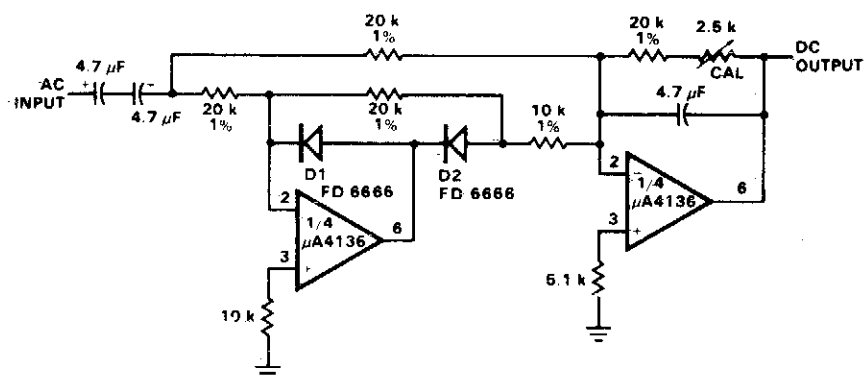 20 k
1%
20 k
1%
2.5 k
CAL
DC
OUTPUT
AC
INPUT
4.7 μF
+
-
4.7 μF
20 k
1%
20 k
1%
10 k
1%
4.7 μF
D1
FD 6666
D2
FD 6666
2
-
1/4
μA4136
6
3
+
10 k
2
-
1/4
μA4136
6
3
+
5.1 k